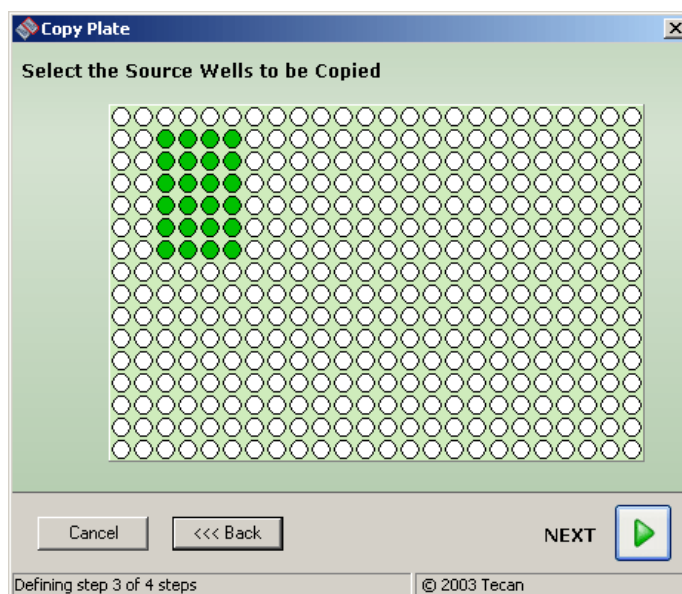 Copy Plate
Select the Source Wells to be Copied
Cancel
<<< Back
NEXT
Defining step 3 of 4 steps
© 2003 Tecan